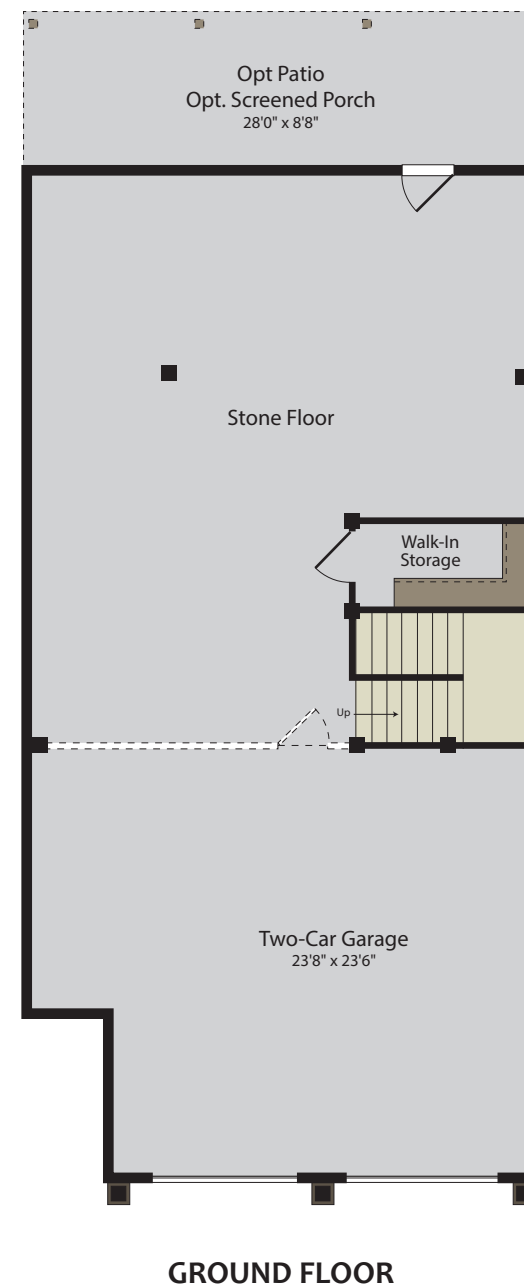 Opt Patio
Opt. Screened Porch
28'0" x 8'8"
Stone Floor
Walk-In
Storage
Up
Two-Car Garage
23'8" x 23'6"
GROUND FLOOR